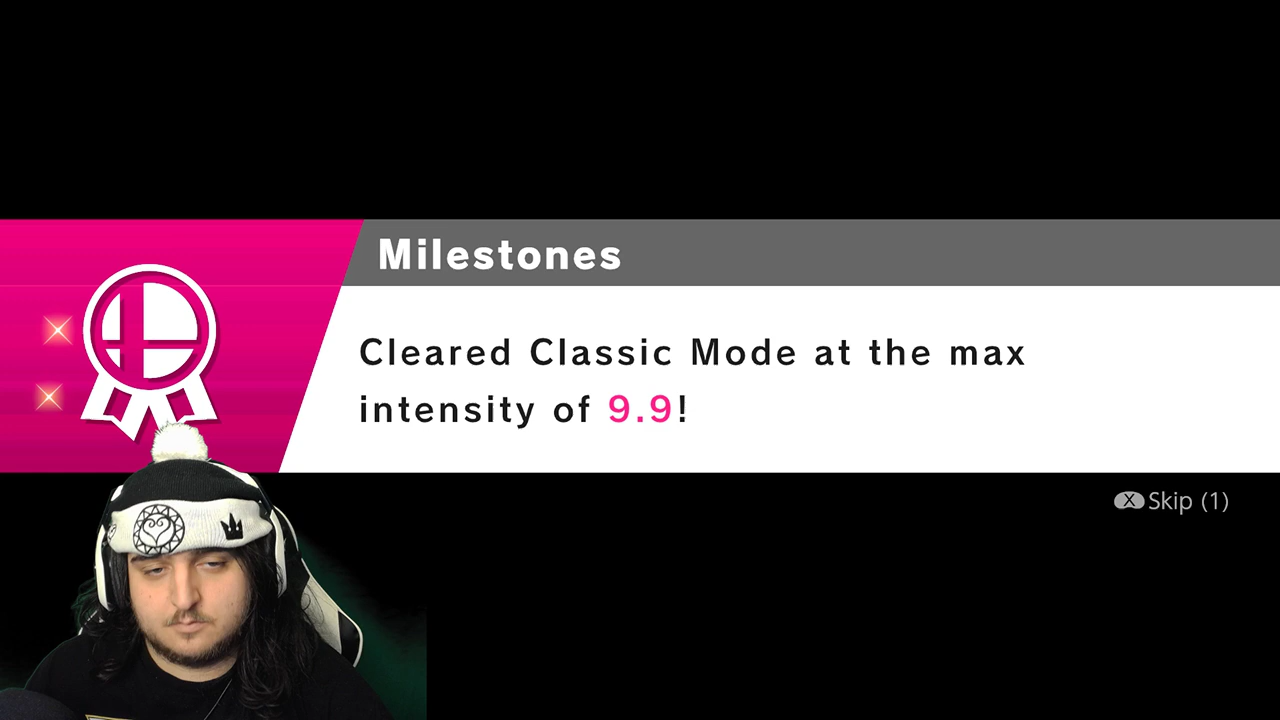 Milestones
Cleared Classic Mode at the max
intensity of 9.9!
X Skip (1)